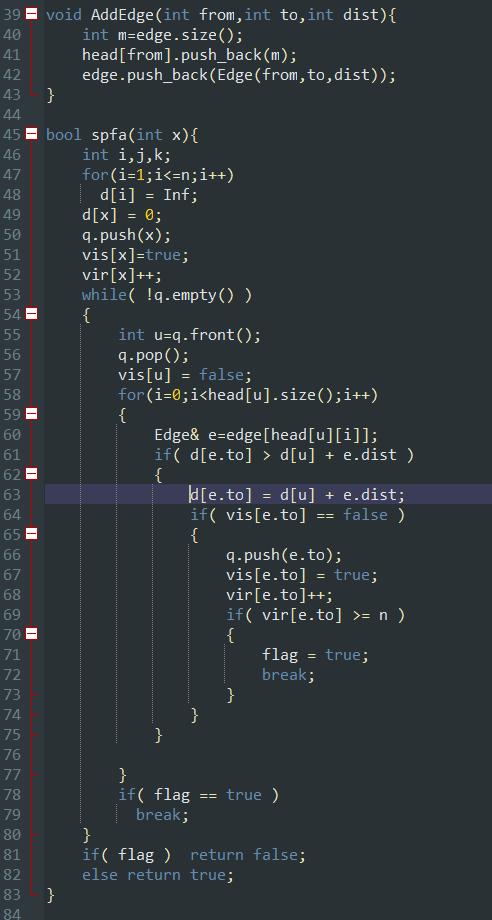 39 void AddEdge(int from,int to,int dist){
40     int m=edge.size();
41     head[from].push_back(m);
42     edge.push_back(Edge(from,to,dist));
43 }
44
45 bool spfa(int x){
46     int i,j,k;
47     for(i=1;i<=n;i++)
48       d[i] = Inf;
49     d[x] = 0;
50     q.push(x);
51     vis[x]=true;
52     vir[x]++;
53     while( !q.empty() )
54     {
55         int u=q.front();
56         q.pop();
57         vis[u] = false;
58         for(i=0;i<head[u].size();i++)
59         {
60             Edge& e=edge[head[u][i]];
61             if( d[e.to] > d[u] + e.dist )
62             {
63                 d[e.to] = d[u] + e.dist;
64                 if( vis[e.to] == false )
65                 {
66                     q.push(e.to);
67                     vis[e.to] = true;
68                     vir[e.to]++;
69                     if( vir[e.to] >= n )
70                     {
71                         flag = true;
72                         break;
73                     }
74                 }
75             }
76
77         }
78         if( flag == true )
79           break;
80     }
81     if( flag )  return false;
82     else return true;
83 }
84